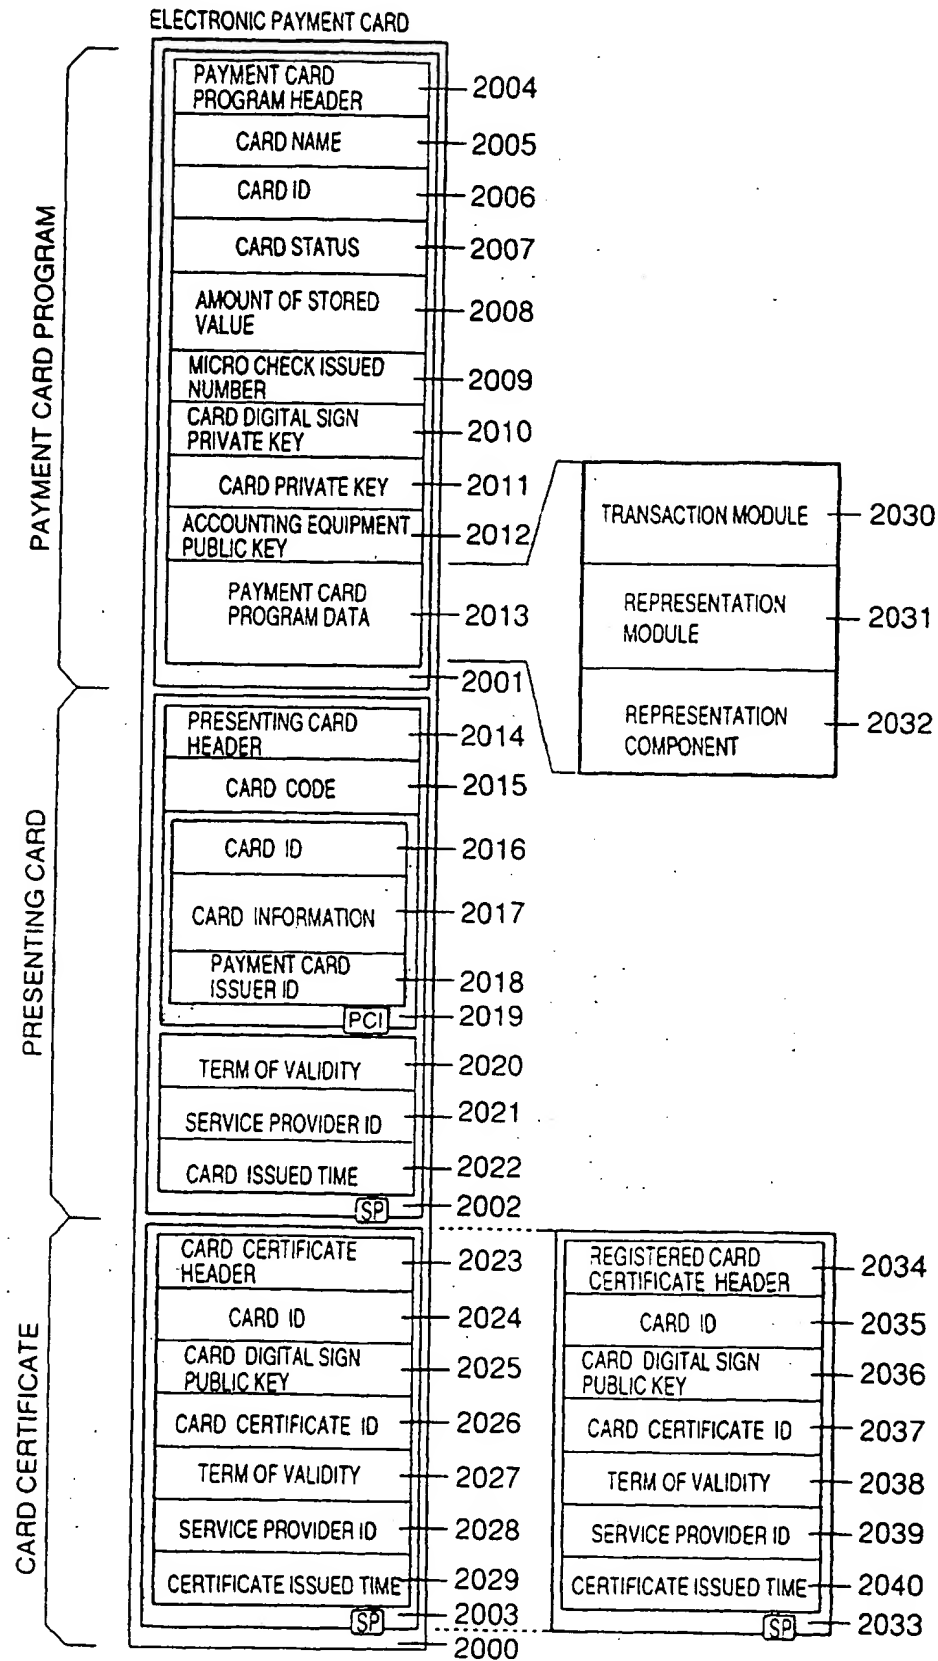 ELECTRONIC PAYMENT CARD
PAYMENT CARD PROGRAM
PAYMENT CARD
PROGRAM HEADER
2004
CARD NAME
2005
CARD ID
2006
CARD STATUS
2007
AMOUNT OF STORED
VALUE
2008
MICRO CHECK ISSUED
NUMBER
2009
CARD DIGITAL SIGN
PRIVATE KEY
2010
CARD PRIVATE KEY
2011
ACCOUNTING EQUIPMENT
PUBLIC KEY
2012
PAYMENT CARD
PROGRAM DATA
2013
2001
TRANSACTION MODULE
2030
REPRESENTATION
MODULE
2031
REPRESENTATION
COMPONENT
2032
PRESENTING CARD
PRESENTING CARD
HEADER
2014
CARD CODE
2015
CARD ID
2016
CARD INFORMATION
2017
PAYMENT CARD
ISSUER ID
2018
PCI
2019
TERM OF VALIDITY
2020
SERVICE PROVIDER ID
2021
CARD ISSUED TIME
2022
SP
2002
CARD CERTIFICATE
CARD CERTIFICATE
HEADER
2023
CARD ID
2024
CARD DIGITAL SIGN
PUBLIC KEY
2025
CARD CERTIFICATE ID
2026
TERM OF VALIDITY
2027
SERVICE PROVIDER ID
2028
CERTIFICATE ISSUED TIME
2029
SP
2003
2000
REGISTERED CARD
CERTIFICATE HEADER
2034
CARD ID
2035
CARD DIGITAL SIGN
PUBLIC KEY
2036
CARD CERTIFICATE ID
2037
TERM OF VALIDITY
2038
SERVICE PROVIDER ID
2039
CERTIFICATE ISSUED TIME
2040
SP
2033